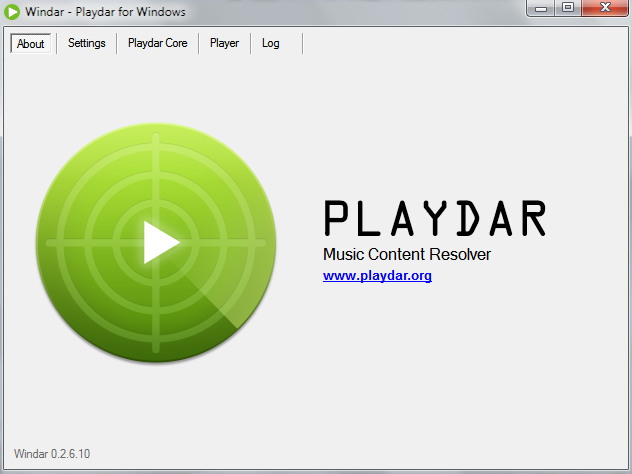 Windar - Playdar for Windows
About Settings Playdar Core Player Log
PLAYDAR
Music Content Resolver
www.playdar.org
Windar 0.2.6.10